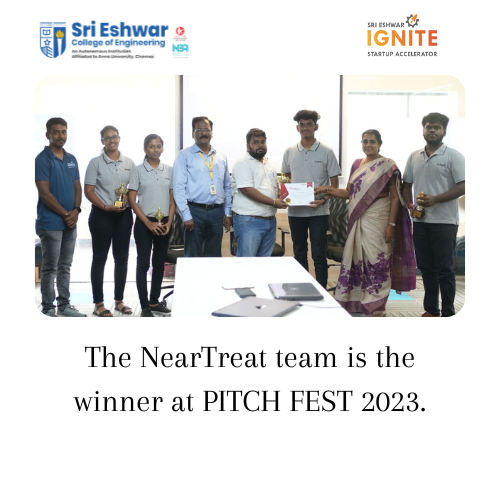 Sri Eshwar
College of Engineering
An Autonomous Institution
Affiliated to Anna University, Chennai
SRI ESHWAR
IGNITE
STARTUP ACCELERATOR
The NearTreat team is the
winner at PITCH FEST 2023.